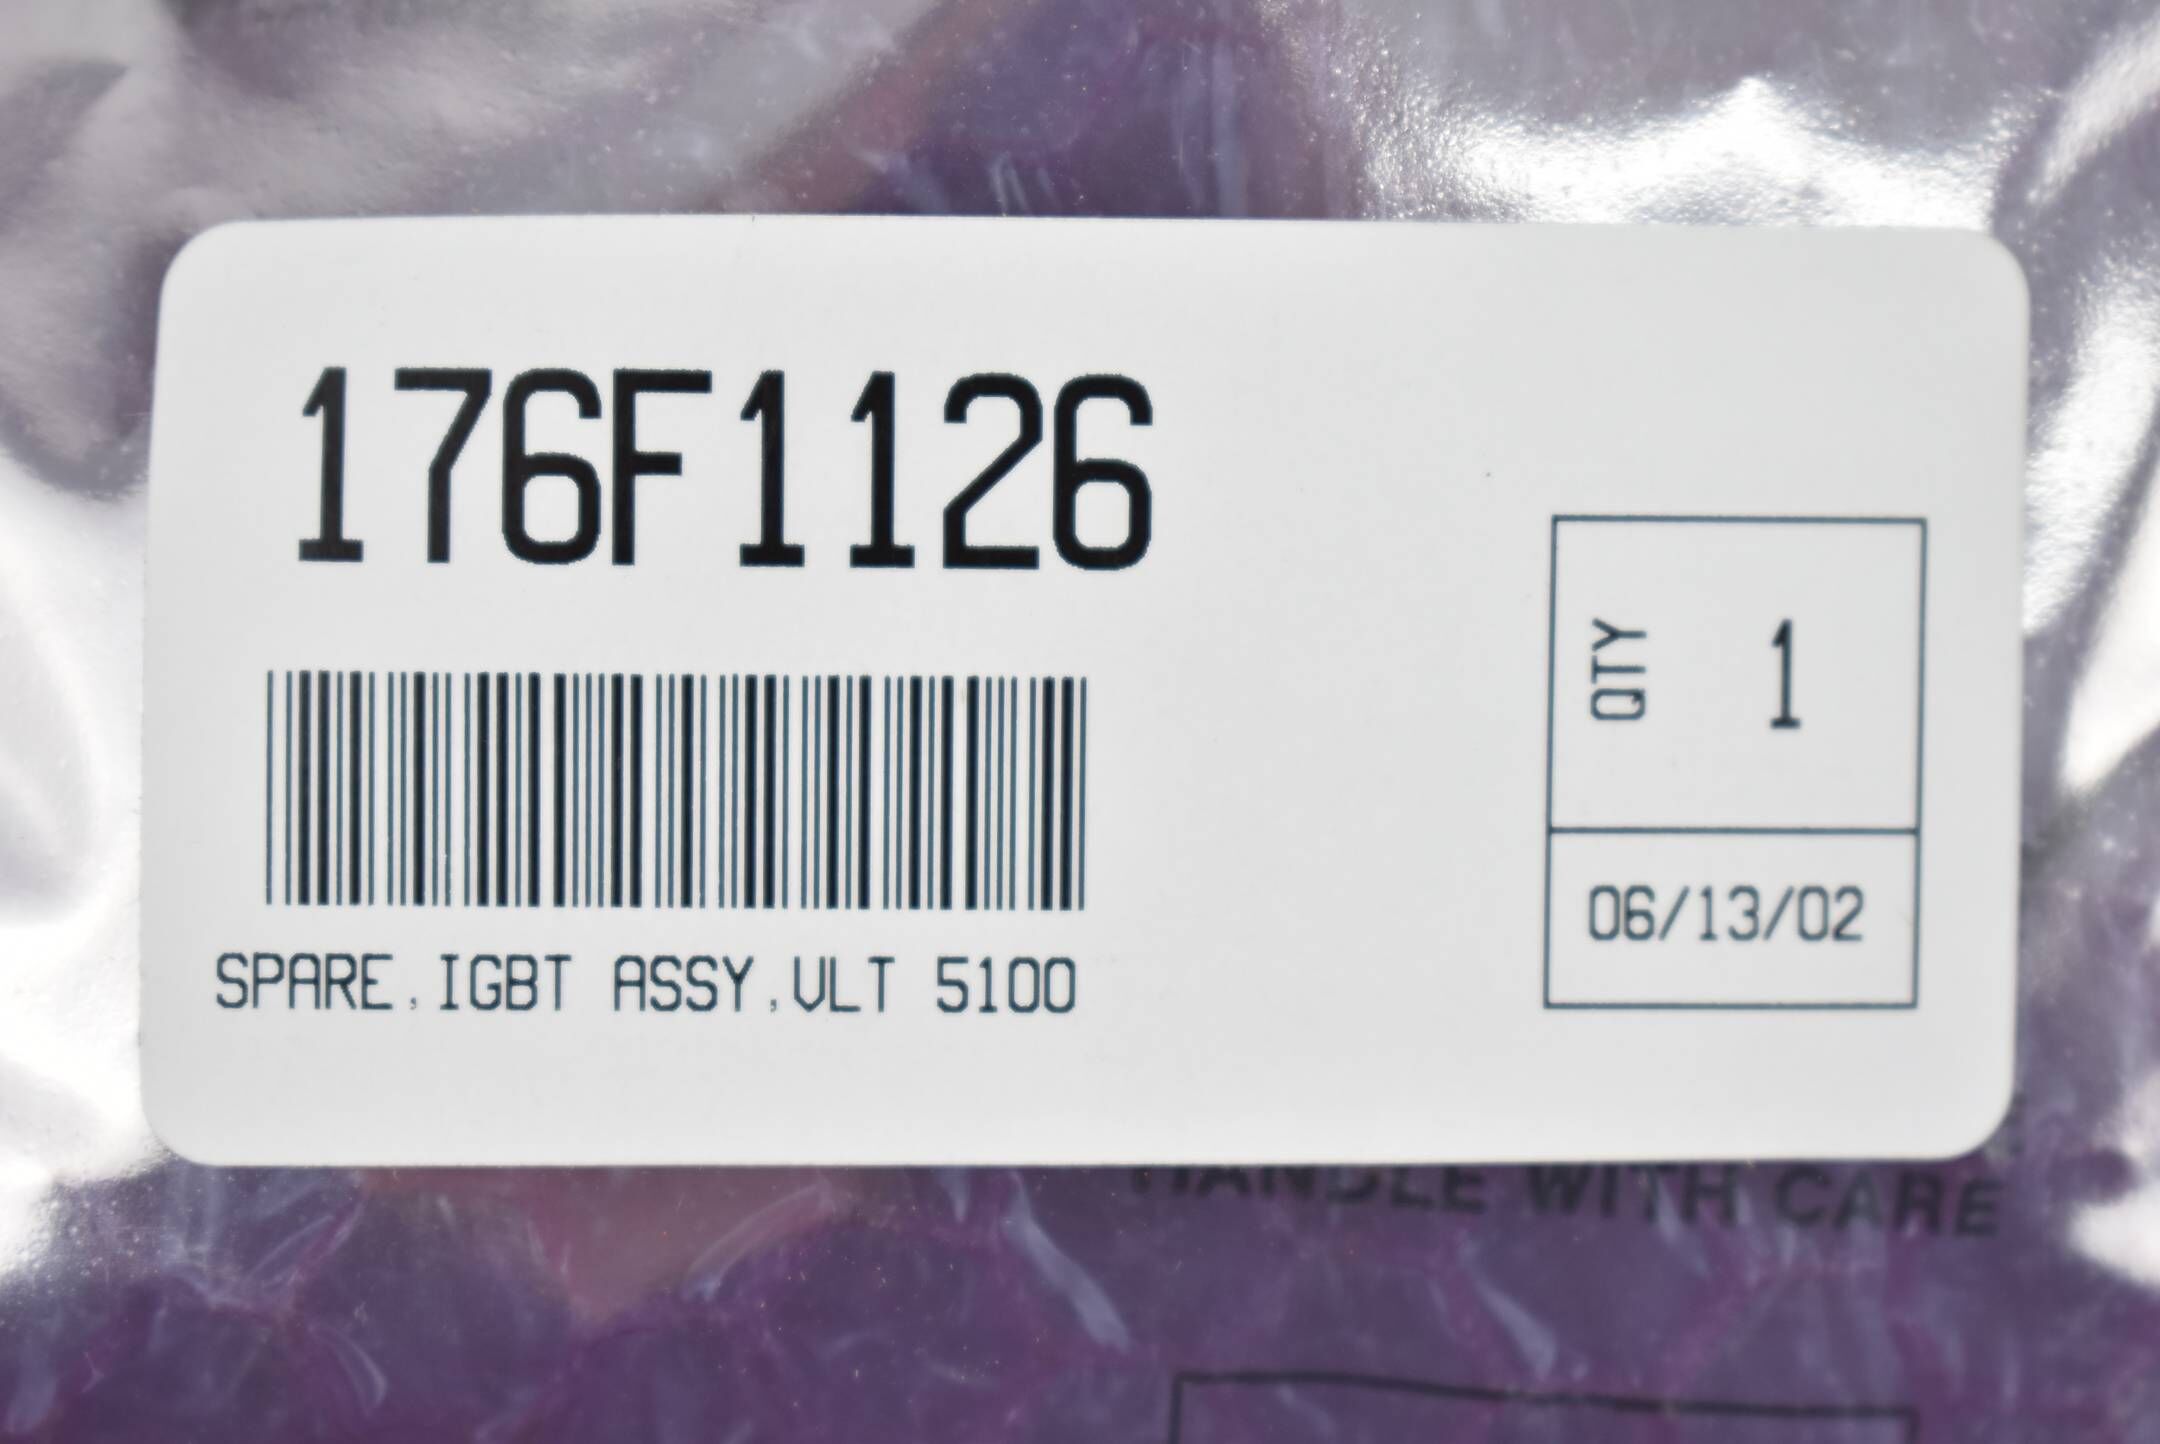 176F1126
QTY 1
06/13/02
SPARE,IGBT ASSY,VLT 5100
HANDLE WITH CARE